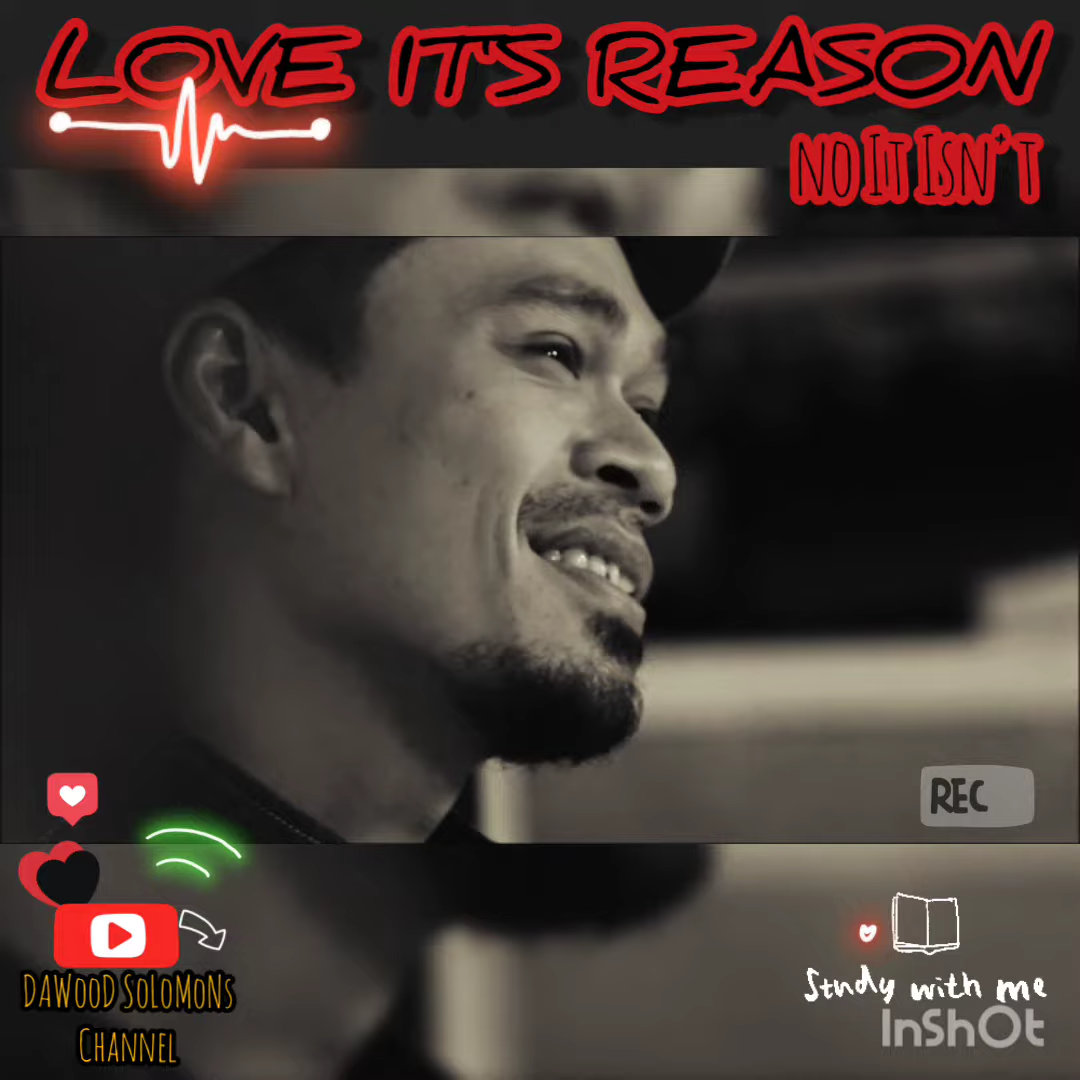 LOVE IT'S REASON
NO IT ISN'T
REC
DAWOOD SOLOMONS
CHANNEL
Study with me
InShOt